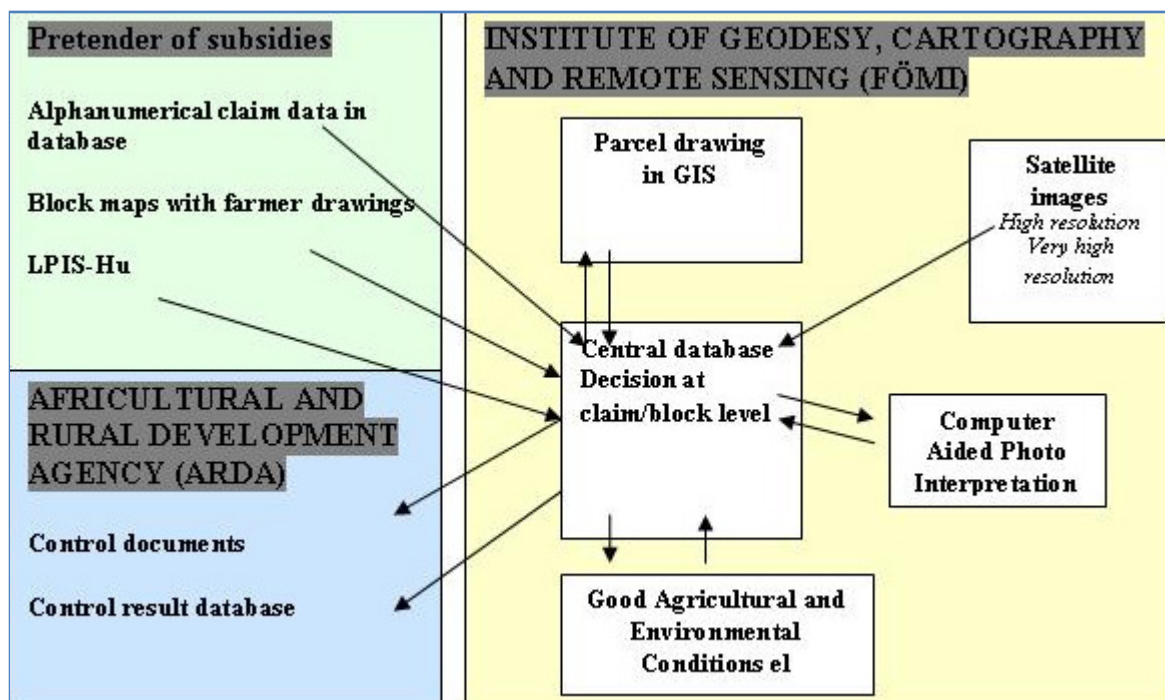 Pretender of subsidies
Alphanumerical claim data in
database
Block maps with farmer drawings
LPIS-Hu
AFRICULTURAL AND
RURAL DEVELOPMENT
AGENCY (ARDA)
Control documents
Control result database
INSTITUTE OF GEODESY, CARTOGRAPHY
AND REMOTE SENSING (FÖMI)
Parcel drawing
in GIS
Satellite
images
High resolution
Very high
resolution
Central database
Decision at
claim/block level
Computer
Aided Photo
Interpretation
Good Agricultural and
Environmental
Conditions el